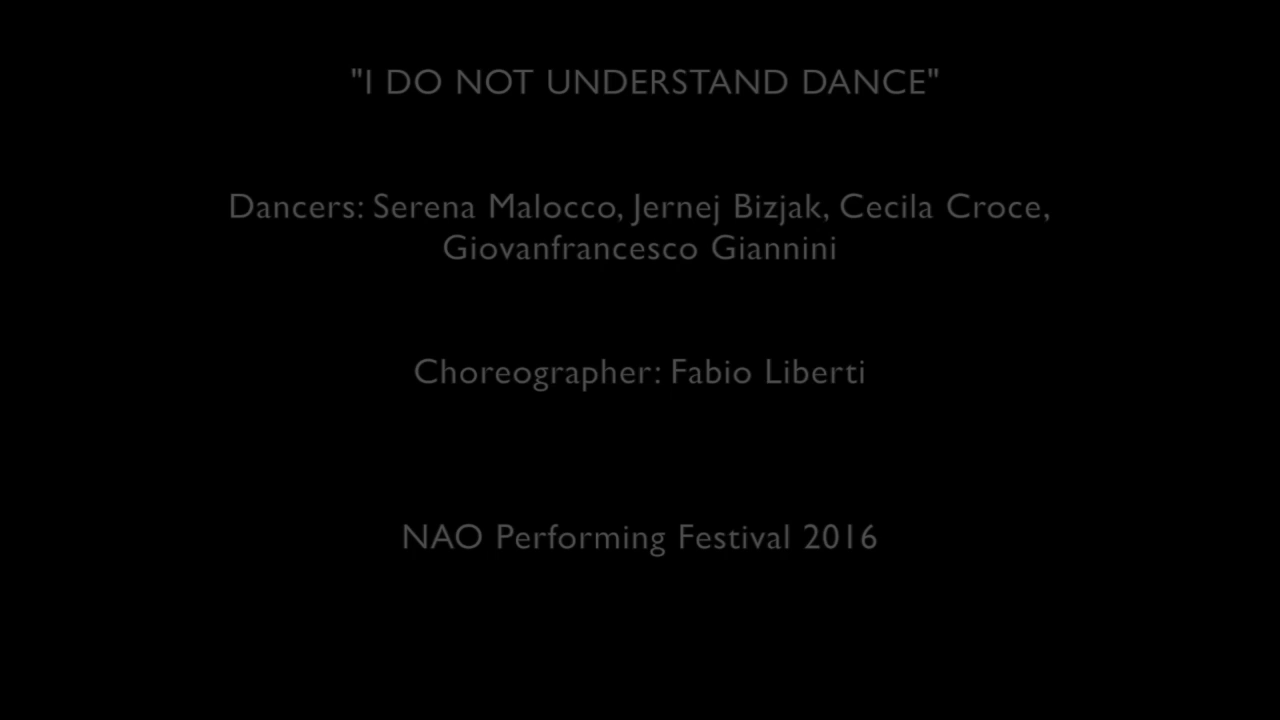 "I DO NOT UNDERSTAND DANCE"
Dancers: Serena Malocco, Jernej Bizjak, Cecila Croce,
Giovanfrancesco Giannini
Choreographer: Fabio Liberti
NAO Performing Festival 2016